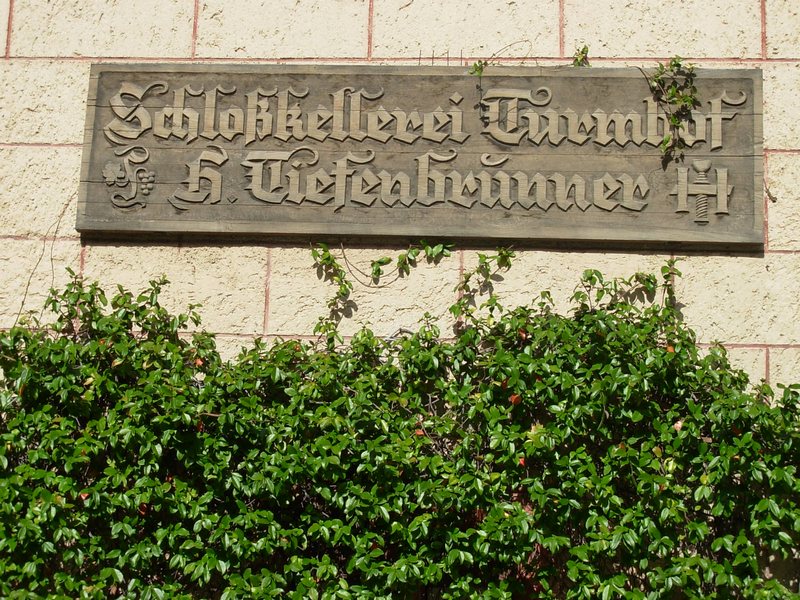 Schloßkellerei Turmhof
H. Tiefenbrunner